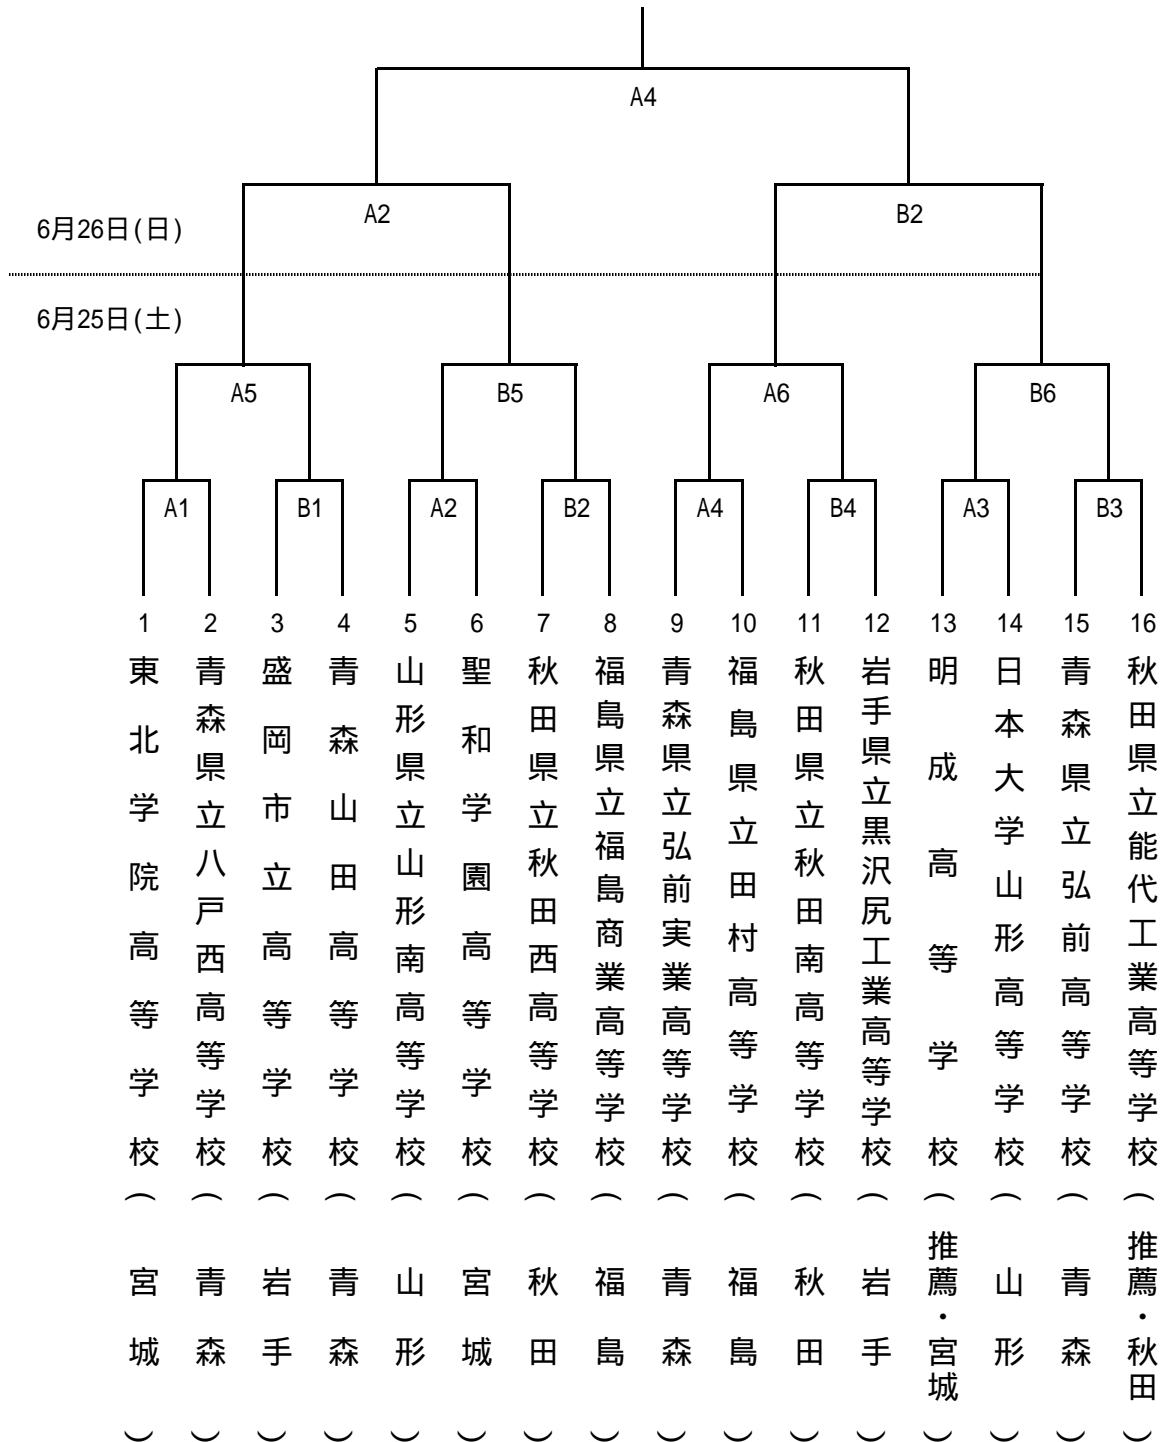 A4
A2 B2
6月26日(日)
6月25日(土)
A5 B5 A6 B6
A1 B1 A2 B2 A4 B4 A3 B3
1 東北学院高等学校(宮城)
2 青森県立八戸西高等学校(青森)
3 盛岡市立高等学校(岩手)
4 青森山田高等学校(青森)
5 山形県立山形南高等学校(山形)
6 聖和学園高等学校(宮城)
7 秋田県立秋田西高等学校(秋田)
8 福島県立福島商業高等学校(福島)
9 青森県立弘前実業高等学校(青森)
10 福島県立田村高等学校(福島)
11 秋田県立秋田南高等学校(秋田)
12 岩手県立黒沢尻工業高等学校(岩手)
13 明成高等学校(推薦・宮城)
14 日本大学山形高等学校(山形)
15 青森県立弘前高等学校(青森)
16 秋田県立能代工業高等学校(推薦・秋田)